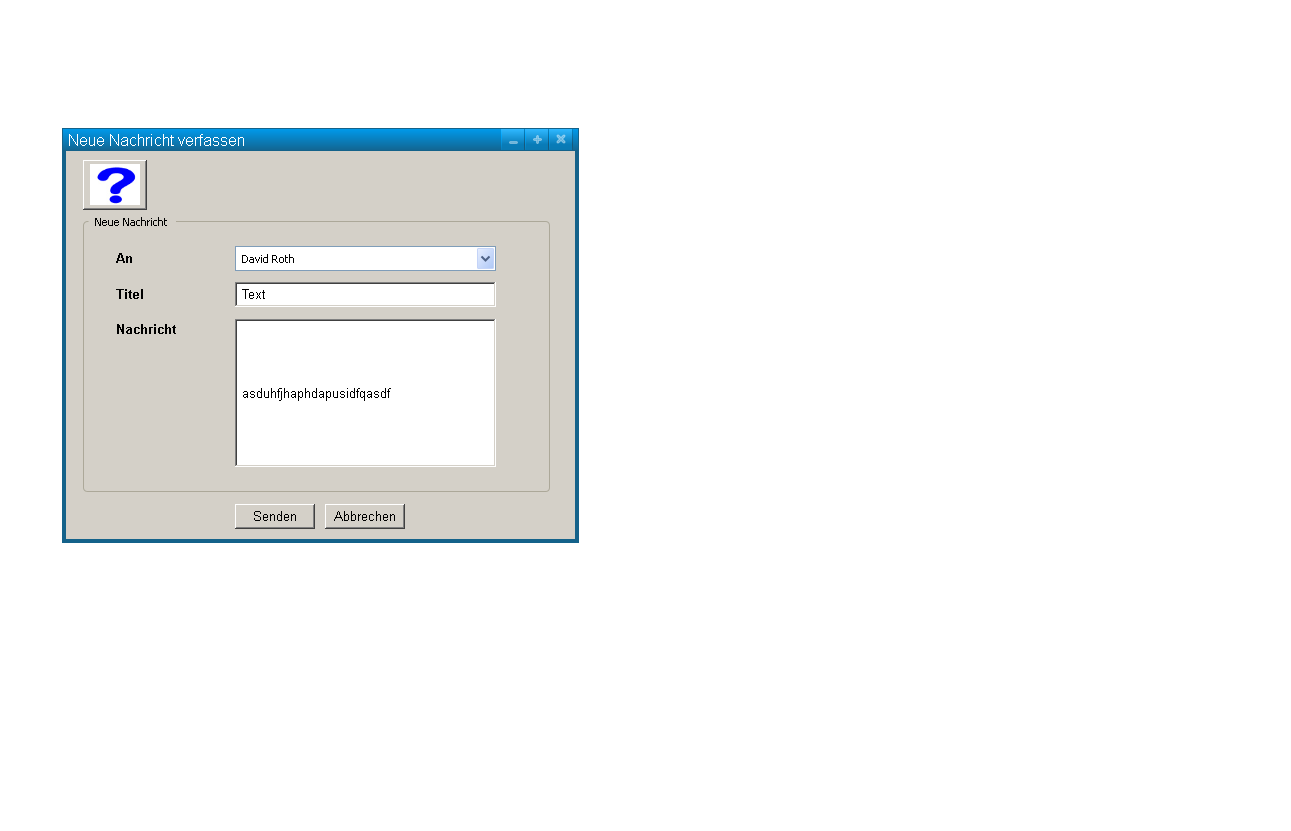 Neue Nachricht verfassen
?
Neue Nachricht
An
David Roth
Titel
Text
Nachricht
asduhfjhaphdapusidfqasdf
Senden
Abbrechen